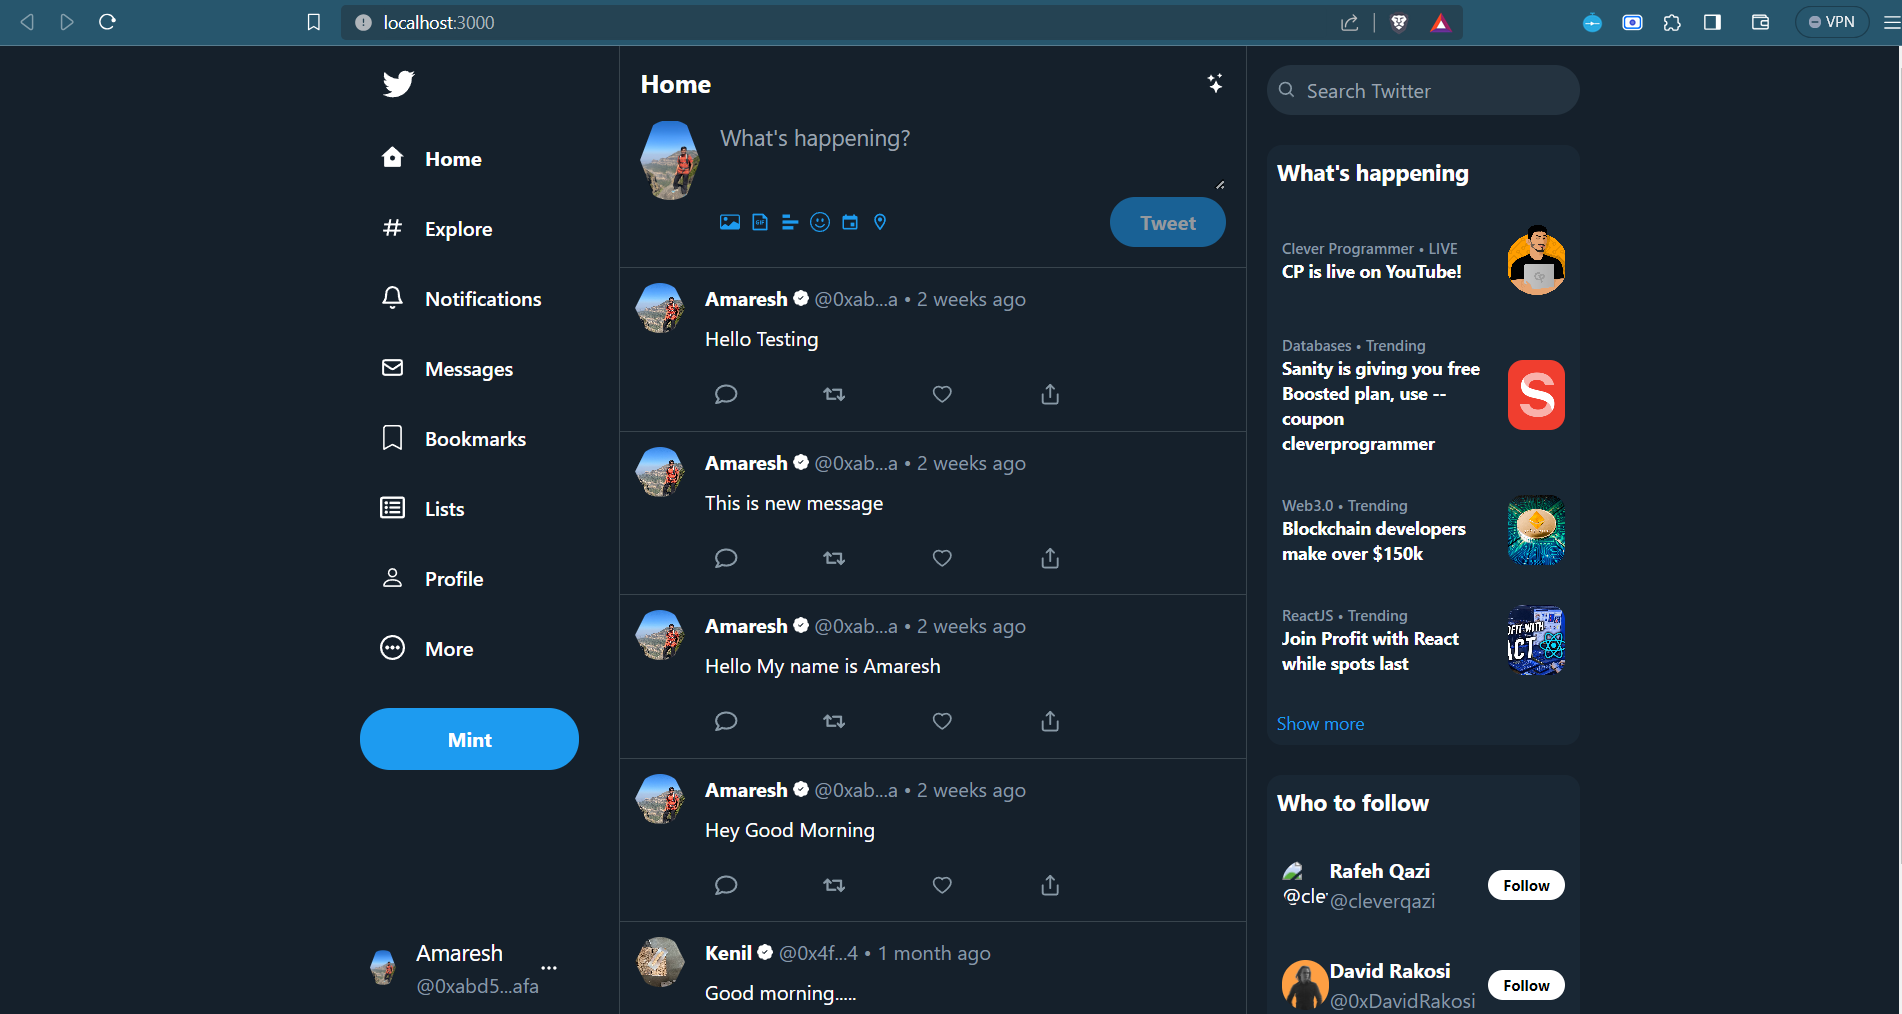 localhost:3000
VPN
Home
Explore
Notifications
Messages
Bookmarks
Lists
Profile
More
Mint
Amaresh
@0xabd5...afa
Home
What's happening?
GIF
Tweet
Amaresh @0xab...a • 2 weeks ago
Hello Testing
Amaresh @0xab...a • 2 weeks ago
This is new message
Amaresh @0xab...a • 2 weeks ago
Hello My name is Amaresh
Amaresh @0xab...a • 2 weeks ago
Hey Good Morning
Kenil @0x4f...4 • 1 month ago
Good morning.....
Search Twitter
What's happening
Clever Programmer • LIVE
CP is live on YouTube!
CP
Databases • Trending
Sanity is giving you free
Boosted plan, use --
coupon
cleverprogrammer
S
Web3.0 • Trending
Blockchain developers
make over $150k
ReactJS • Trending
Join Profit with React
while spots last
OFIT WITH
ACT
Show more
Who to follow
Rafeh Qazi
@cle
@cleverqazi
Follow
David Rakosi
@0xDavidRakosi
Follow